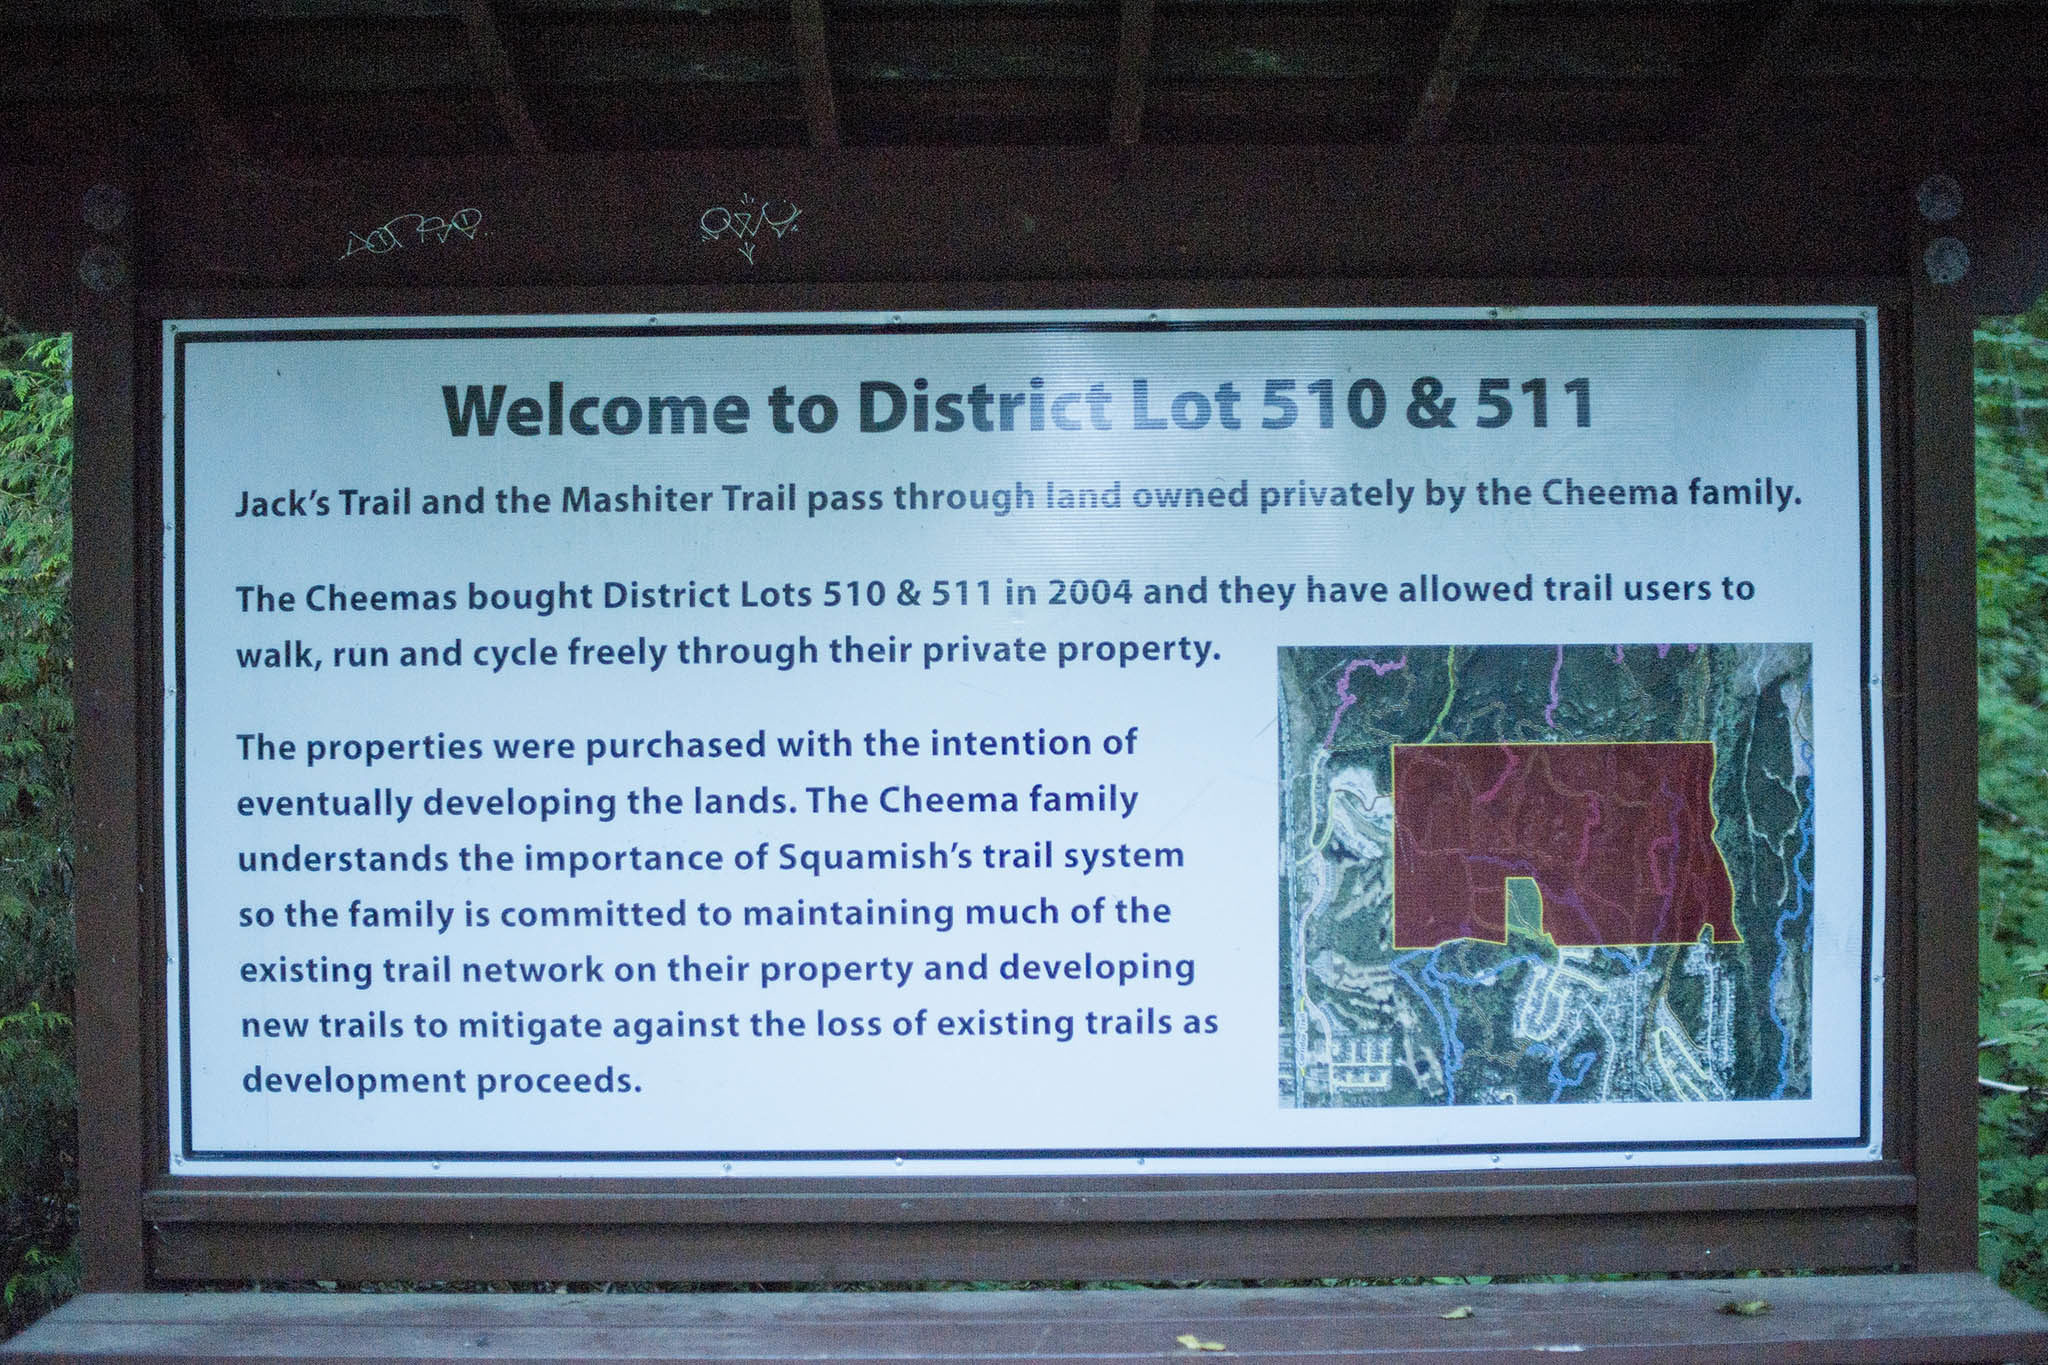 Welcome to District Lot 510 & 511
Jack's Trail and the Mashiter Trail pass through land owned privately by the Cheema family.
The Cheemas bought District Lots 510 & 511 in 2004 and they have allowed trail users to
walk, run and cycle freely through their private property.
The properties were purchased with the intention of
eventually developing the lands. The Cheema family
understands the importance of Squamish's trail system
so the family is committed to maintaining much of the
existing trail network on their property and developing
new trails to mitigate against the loss of existing trails as
development proceeds.